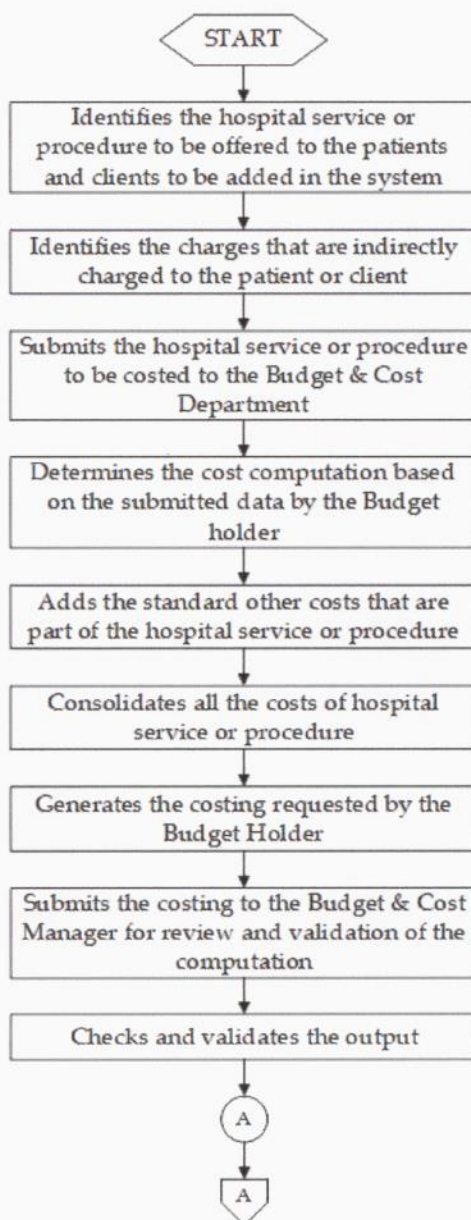 START
Identifies the hospital service or
procedure to be offered to the patients
and clients to be added in the system
Identifies the charges that are indirectly
charged to the patient or client
Submits the hospital service or procedure
to be costed to the Budget & Cost
Department
Determines the cost computation based
on the submitted data by the Budget
holder
Adds the standard other costs that are
part of the hospital service or procedure
Consolidates all the costs of hospital
service or procedure
Generates the costing requested by the
Budget Holder
Submits the costing to the Budget & Cost
Manager for review and validation of the
computation
Checks and validates the output
A
A